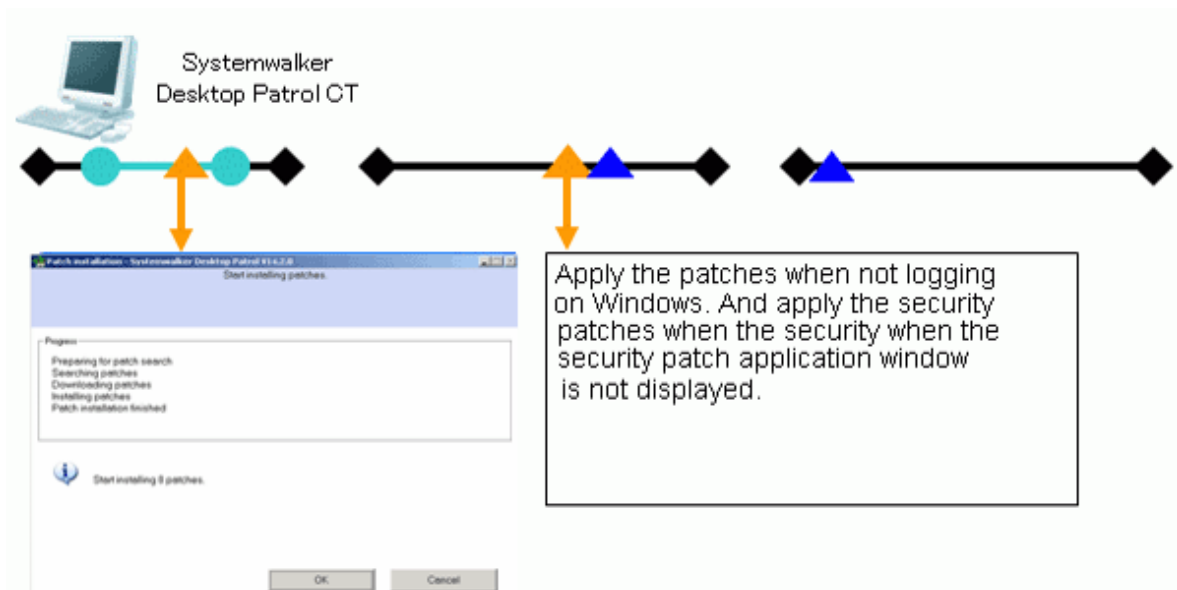 Systemwalker
Desktop Patrol CT
Patch installation - Systemwalker Desktop Patrol V14.2.0
Start installing patches.
Progress
Preparing for patch search
Searching patches
Downloading patches
Installing patches
Patch installation finished
Start installing 8 patches.
OK
Cancel
Apply the patches when not logging
on Windows. And apply the security
patches when the security when the
security patch application window
is not displayed.